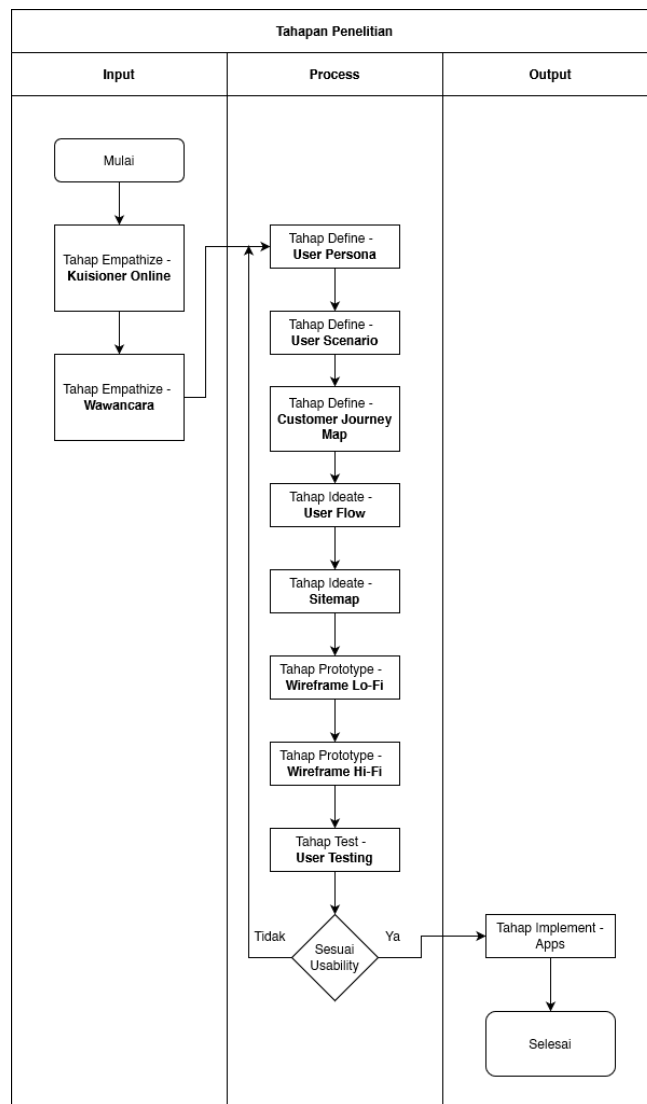 Tahapan Penelitian
Input
Process
Output
Mulai
Tahap Empathize -
Kuisioner Online
Tahap Empathize -
Wawancara
Tahap Define -
User Persona
Tahap Define -
User Scenario
Tahap Define -
Customer Journey
Map
Tahap Ideate -
User Flow
Tahap Ideate -
Sitemap
Tahap Prototype -
Wireframe Lo-Fi
Tahap Prototype -
Wireframe Hi-Fi
Tahap Test -
User Testing
Tidak
Sesuai
Usability
Ya
Tahap Implement -
Apps
Selesai